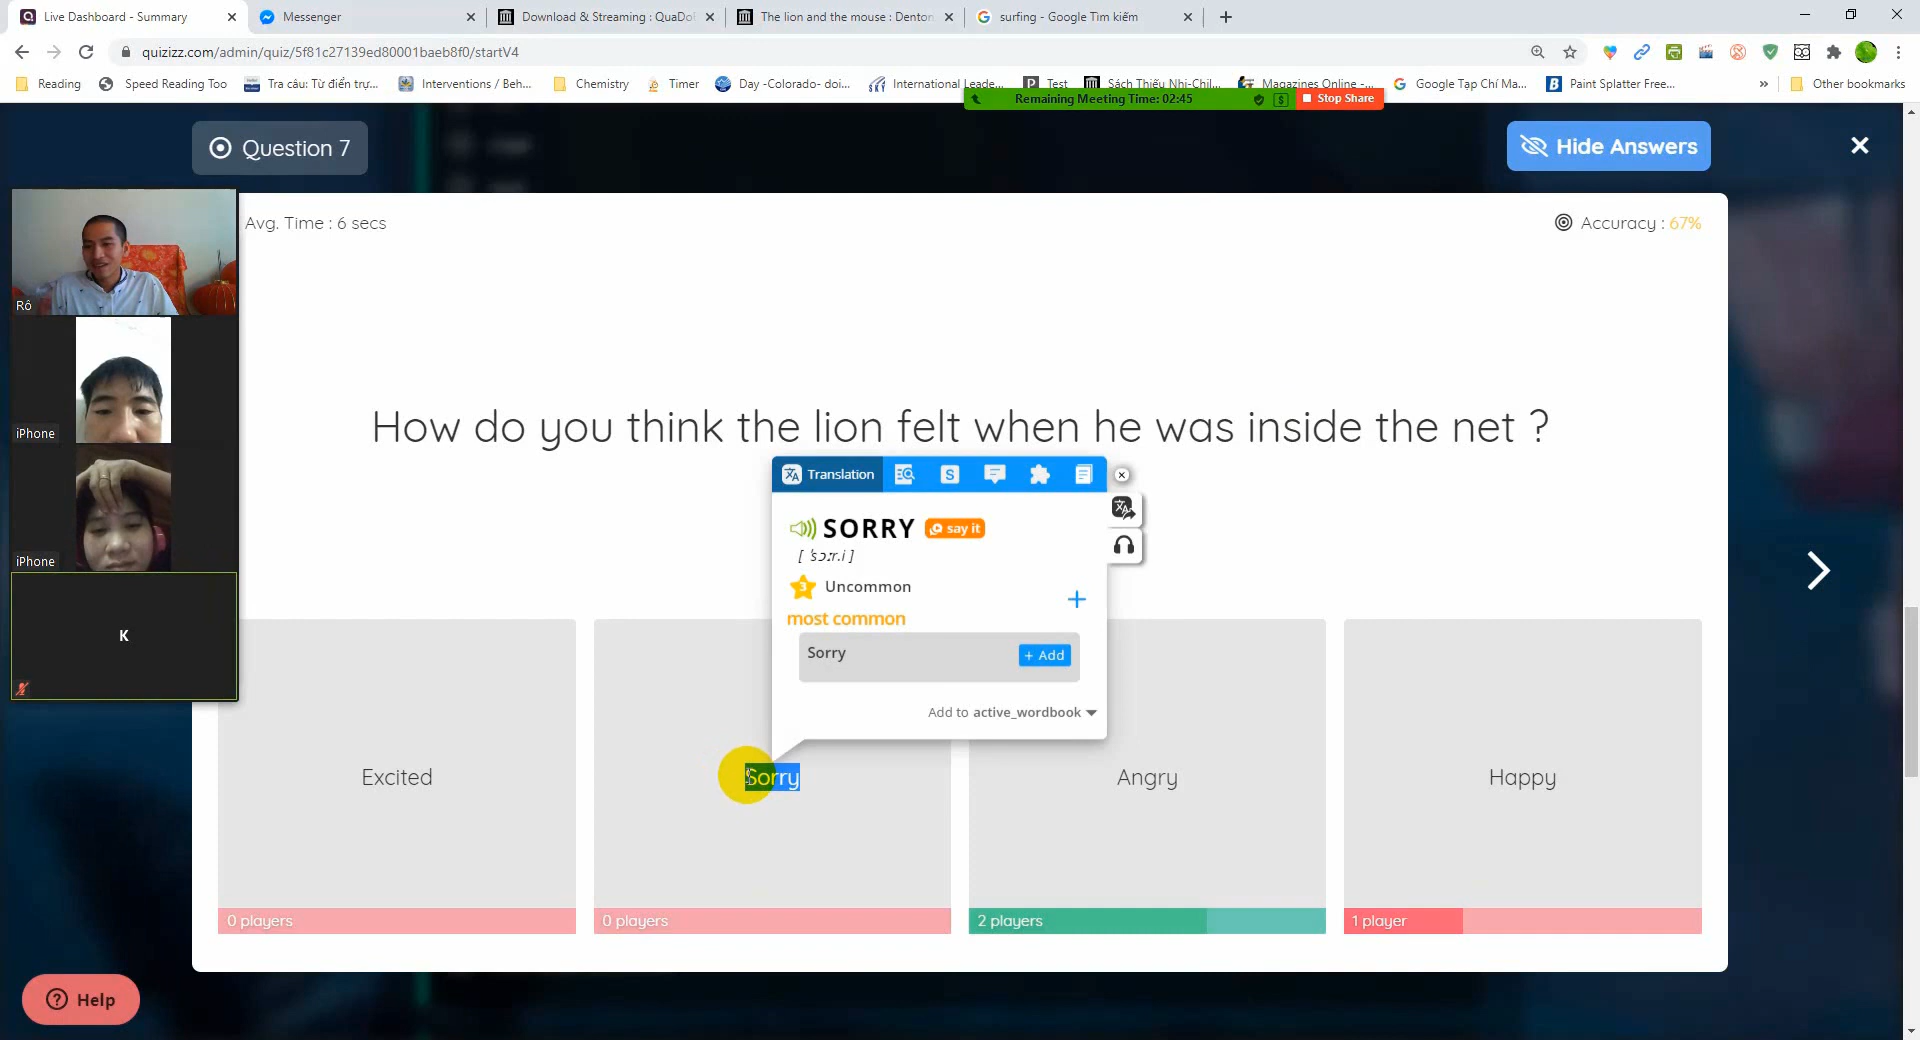 Live Dashboard - Summary
Messenger
Download & Streaming : QuaDo
The lion and the mouse : Denton
surfing - Google Tìm kiếm
quizizz.com/admin/quiz/5f81c27139ed80001baeb8f0/startV4
Reading
Speed Reading Too
Tra câu: Từ điển trự...
Interventions / Beh...
Chemistry
Timer
Day -Colorado- doi...
International Leade...
Test
Sách Thiếu Nhi-Chil...
Magazines Online -...
Google Tạp Chí Ma...
Paint Splatter Free...
»
Other bookmarks
Remaining Meeting Time: 02:45
Stop Share
Question 7
Hide Answers
Avg. Time : 6 secs
Accuracy : 67%
Rô
iPhone
iPhone
K
How do you think the lion felt when he was inside the net ?
Translation
S
SORRY
say it
[ ˈsɔːr.i ]
3
Uncommon
most common
Sorry
+ Add
Add to active_wordbook
Excited
Sorry
Angry
Happy
0 players
0 players
2 players
1 player
Help